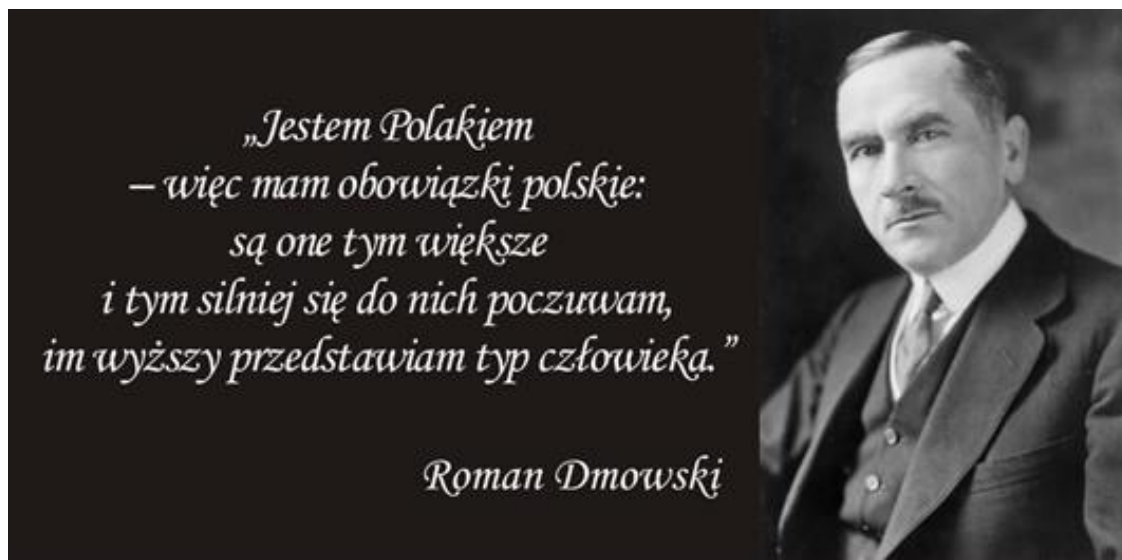 „Jestem Polakiem
– więc mam obowiązki polskie:
są one tym większe
i tym silniej się do nich poczuwam,
im wyższy przedstawiam typ człowieka.”
Roman Dmowski